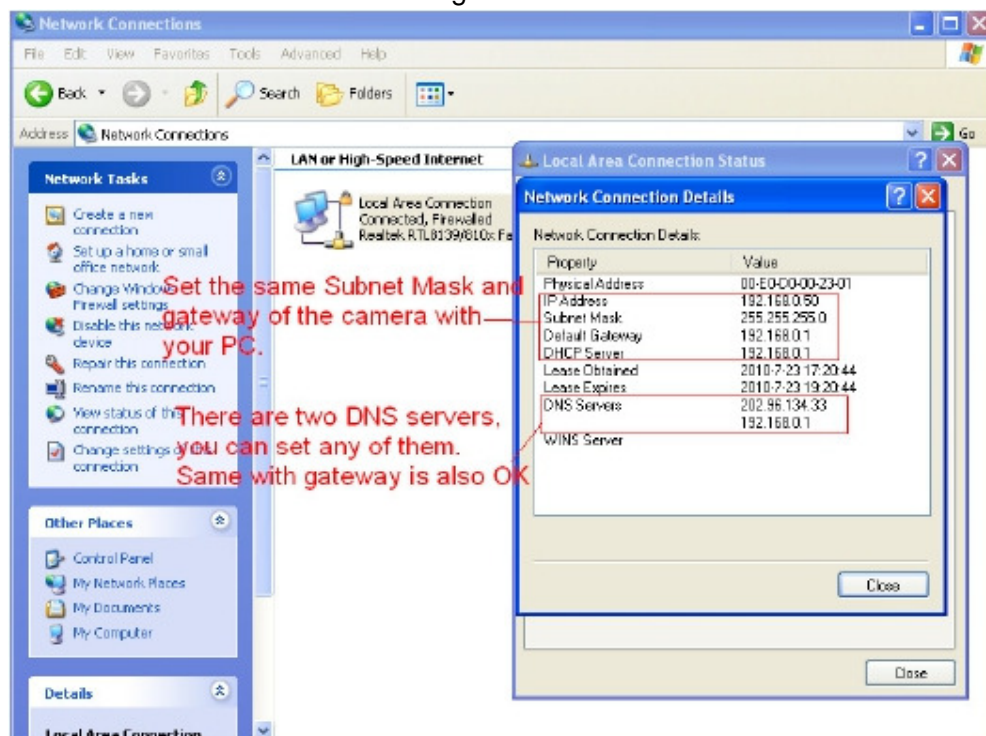 Network Connections
File Edit View Favorites Tools Advanced Help
Back Search Folders
Address Network Connections Go
Network Tasks
Create a new
connection
Set up a home or small
office network
Change Windows
Firewall settings
Disable this network
device
Repair this connection
Rename this connection
View status of this
connection
Change settings of this
connection
Other Places
Control Panel
My Network Places
My Documents
My Computer
Details
Local Area Connection
LAN or High-Speed Internet
Local Area Connection
Connected, Firewalled
Realtek RTL8139/810x Fa
Set the same Subnet Mask and
gateway of the camera with
your PC.
There are two DNS servers,
you can set any of them.
Same with gateway is also OK
Local Area Connection Status
Network Connection Details
Network Connection Details:
Property Value
Physical Address 00-E0-D0-00-23-01
IP Address 192.168.0.50
Subnet Mask 255.255.255.0
Default Gateway 192.168.0.1
DHCP Server 192.168.0.1
Lease Obtained 2010-7-23 17:20:44
Lease Expires 2010-7-23 19:20:44
DNS Servers 202.96.134.33
192.168.0.1
WINS Server
Close
Close